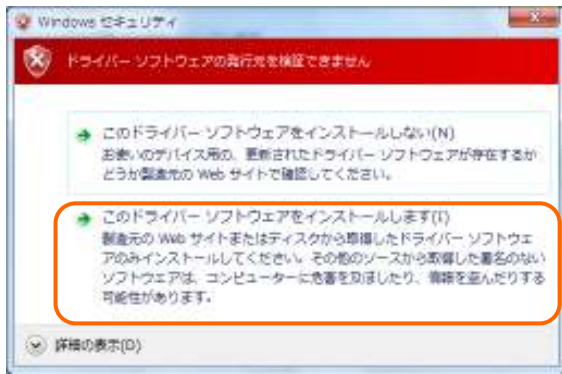 Windows セキュリティ
ドライバー ソフトウェアの発行元を検証できません
このドライバー ソフトウェアをインストールしない(N)
お使いのデバイス用の、更新されたドライバー ソフトウェアが存在するか
どうか製造元の Web サイトで確認してください。
このドライバー ソフトウェアをインストールします(I)
製造元の Web サイトまたはディスクから取得したドライバー ソフトウェ
アのみインストールしてください。その他のソースから取得した署名のない
ソフトウェアは、コンピューターに危害を及ぼしたり、情報を盗んだりする
可能性があります。
詳細の表示(D)